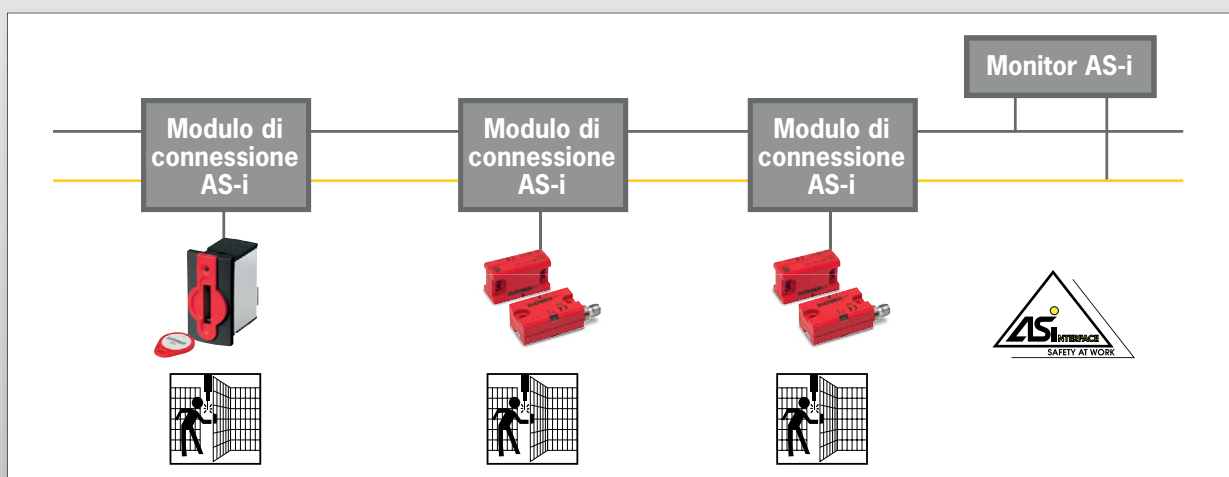 Monitor AS-i
Modulo di
connessione
AS-i
Modulo di
connessione
AS-i
Modulo di
connessione
AS-i
ASi INTERFACE
SAFETY AT WORK